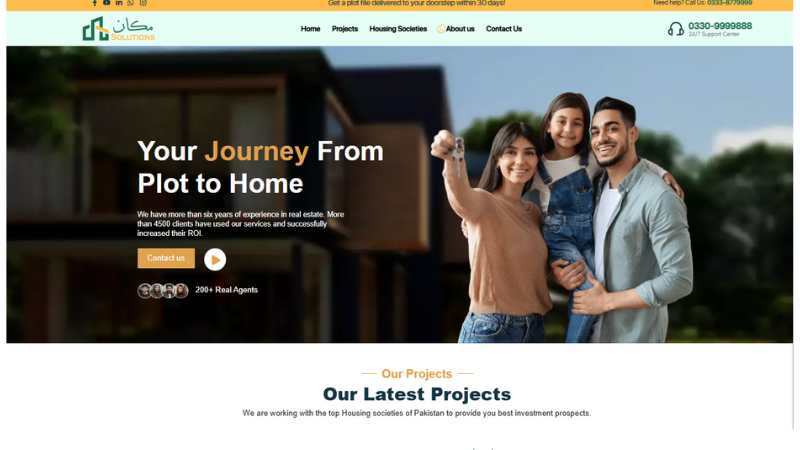 Get a plot file delivered to your doorstep within 30 days!
Need help? Call Us: 0333-8779999
مكان
SOLUTIONS
Home
Projects
Housing Societies
About us
Contact Us
0330-9999888
24/7 Support Center
Your Journey From
Plot to Home
We have more than six years of experience in real estate. More
than 4500 clients have used our services and successfully
increased their ROI.
Contact us
200+ Real Agents
Our Projects
Our Latest Projects
We are working with the top Housing societies of Pakistan to provide you best investment prospects.